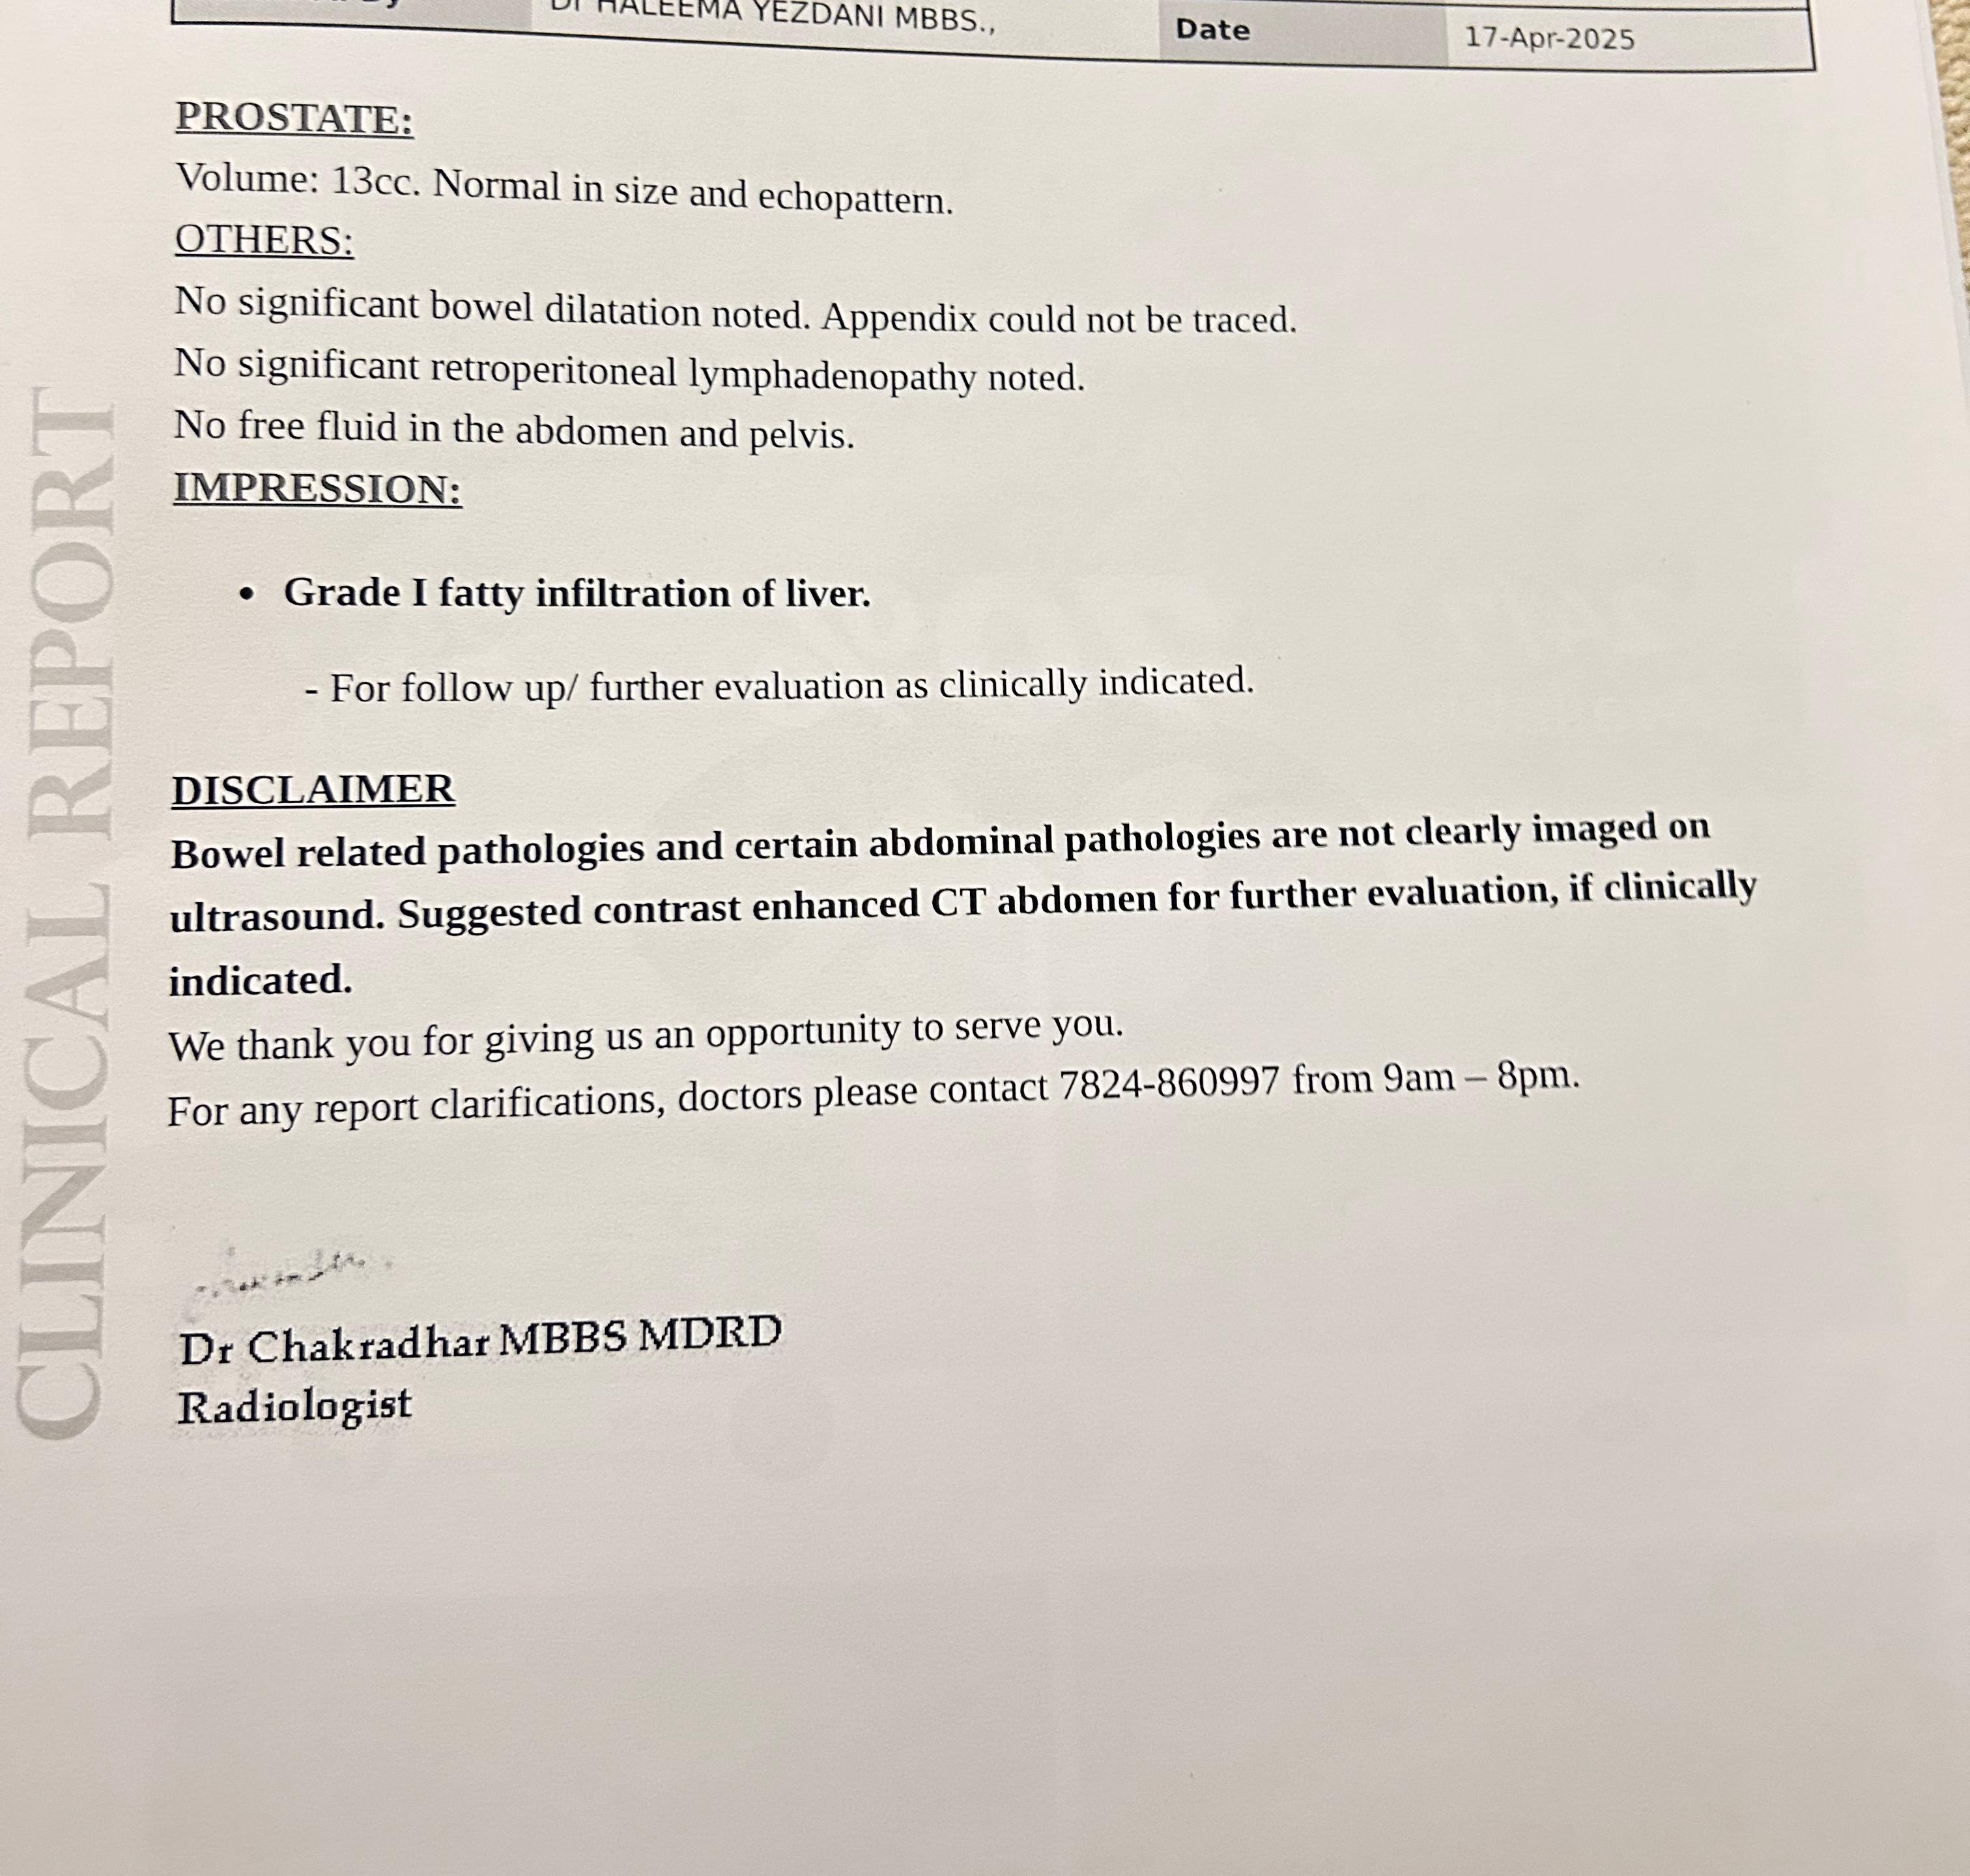 Dr HALEEMA YEZDANI MBBS.,
Date
17-Apr-2025
PROSTATE:
Volume: 13cc. Normal in size and echopattern.
OTHERS:
No significant bowel dilatation noted. Appendix could not be traced.
No significant retroperitoneal lymphadenopathy noted.
No free fluid in the abdomen and pelvis.
IMPRESSION:
• Grade I fatty infiltration of liver.
- For follow up/ further evaluation as clinically indicated.
DISCLAIMER
Bowel related pathologies and certain abdominal pathologies are not clearly imaged on
ultrasound. Suggested contrast enhanced CT abdomen for further evaluation, if clinically
indicated.
We thank you for giving us an opportunity to serve you.
For any report clarifications, doctors please contact 7824-860997 from 9am – 8pm.
Dr Chakradhar MBBS MDRD
Radiologist
CLINICAL REPORT